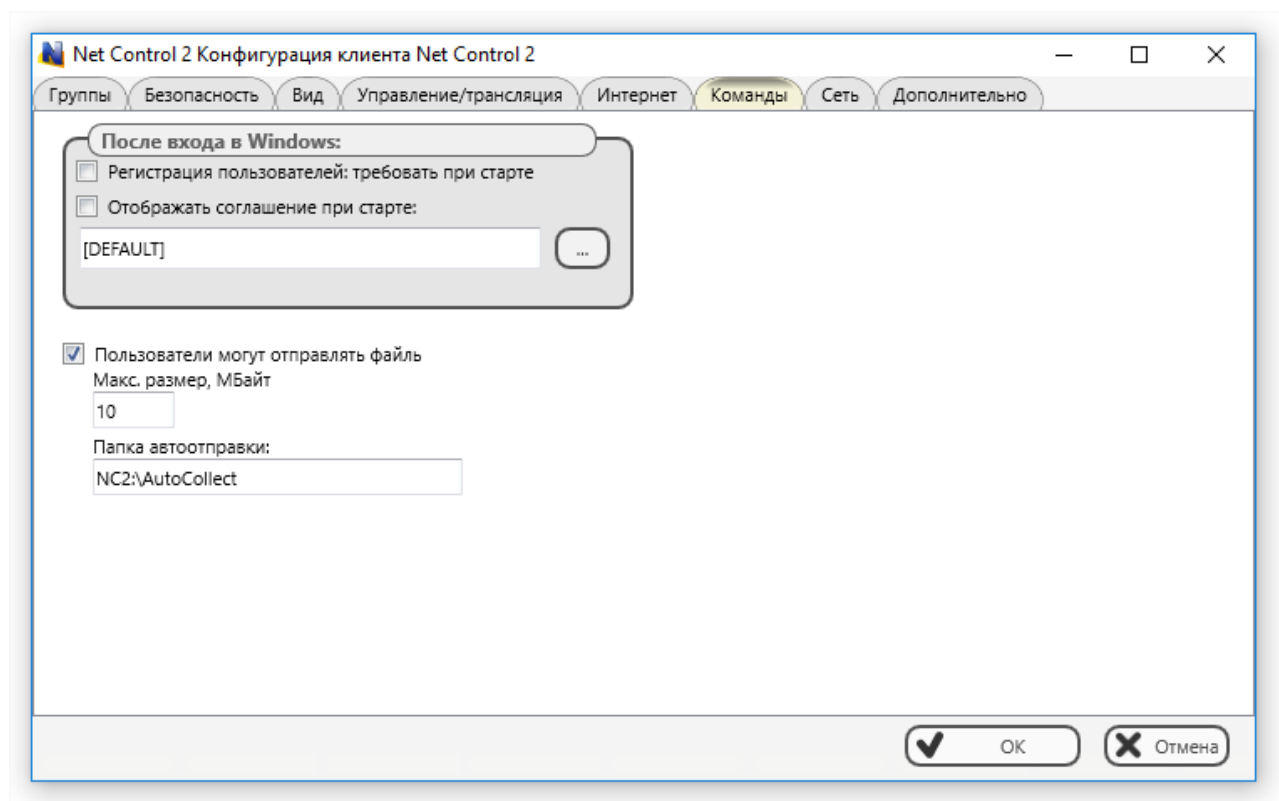 Net Control 2 Конфигурация клиента Net Control 2
Группы Безопасность Вид Управление/трансляция Интернет Команды Сеть Дополнительно
После входа в Windows:
Регистрация пользователей: требовать при старте
Отображать соглашение при старте:
[DEFAULT] ...
Пользователи могут отправлять файль
Макс. размер, МБайт
10
Папка автоотправки:
NC2:\AutoCollect
ОК Отмена